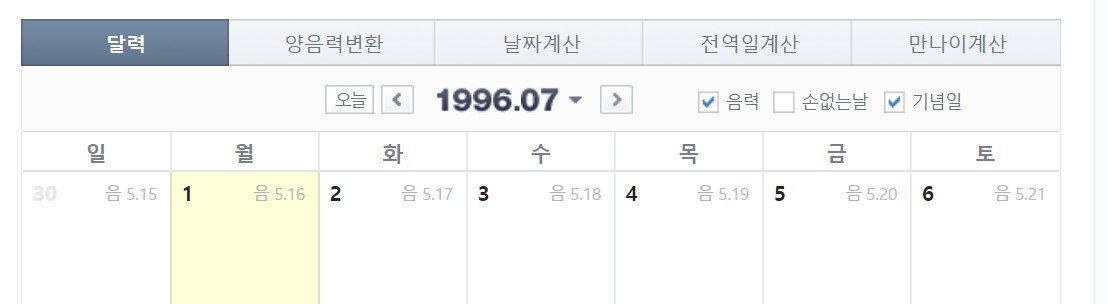 달력 양음력변환 날짜계산 전역일계산 만나이계산
오늘 1996.07 음력 손없는날 기념일
일 월 화 수 목 금 토
30 음 5.15 1 음 5.16 2 음 5.17 3 음 5.18 4 음 5.19 5 음 5.20 6 음 5.21